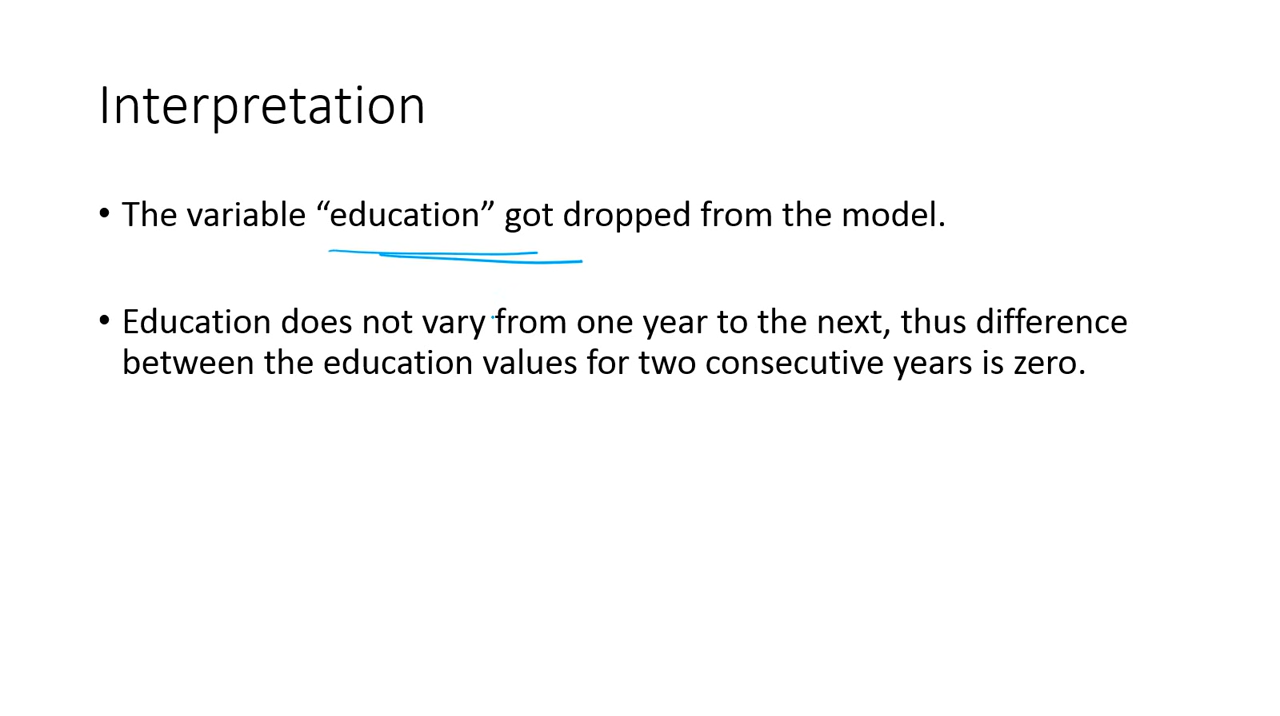 Interpretation
• The variable “education” got dropped from the model.
• Education does not vary from one year to the next, thus difference
between the education values for two consecutive years is zero.